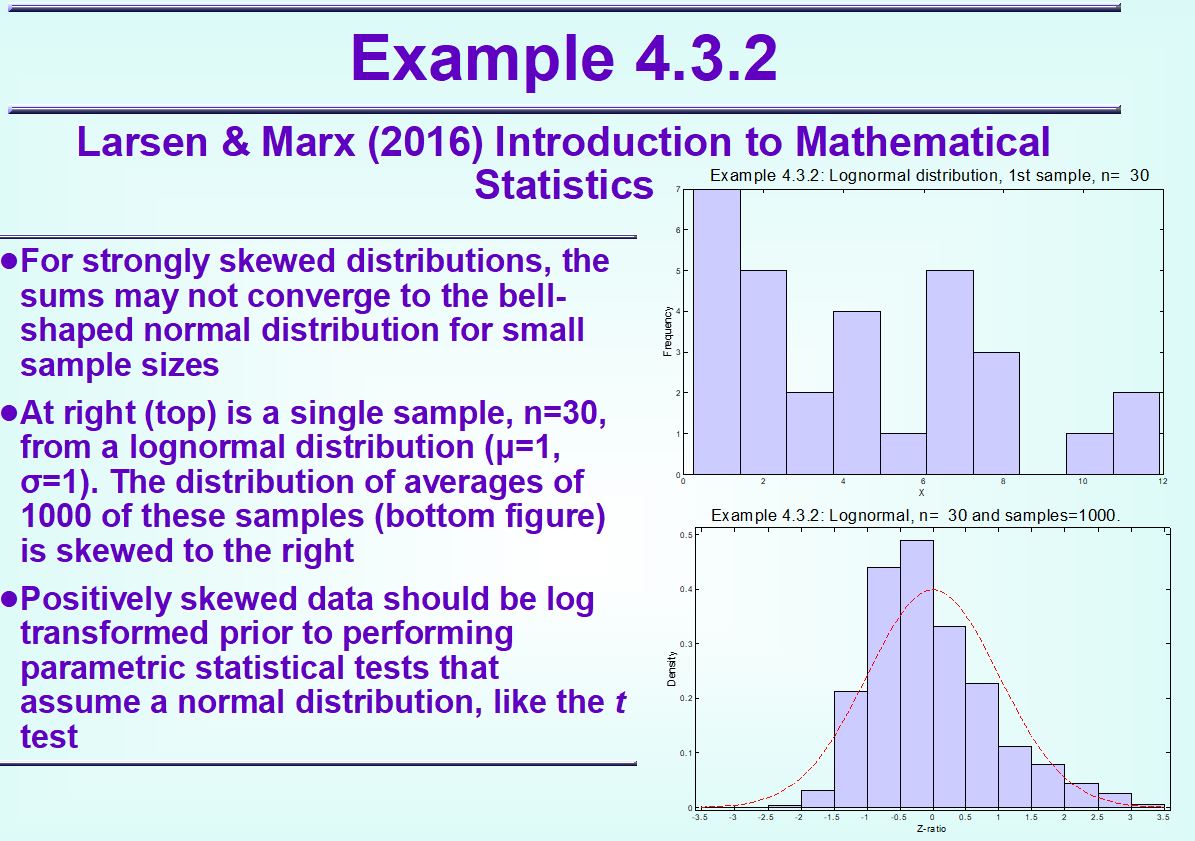 Example 4.3.2
Larsen & Marx (2016) Introduction to Mathematical
Statistics
●For strongly skewed distributions, the
sums may not converge to the bell-
shaped normal distribution for small
sample sizes
●At right (top) is a single sample, n=30,
from a lognormal distribution (μ=1,
σ=1). The distribution of averages of
1000 of these samples (bottom figure)
is skewed to the right
●Positively skewed data should be log
transformed prior to performing
parametric statistical tests that
assume a normal distribution, like the t
test
Example 4.3.2: Lognormal distribution, 1st sample, n= 30
7
6
5
4
3
2
1
0
Frequency
0 2 4 6 8 10 12
X
Example 4.3.2: Lognormal, n= 30 and samples=1000.
0.5
0.4
0.3
0.2
0.1
0
Density
-3.5 -3 -2.5 -2 -1.5 -1 -0.5 0 0.5 1 1.5 2 2.5 3 3.5
Z-ratio